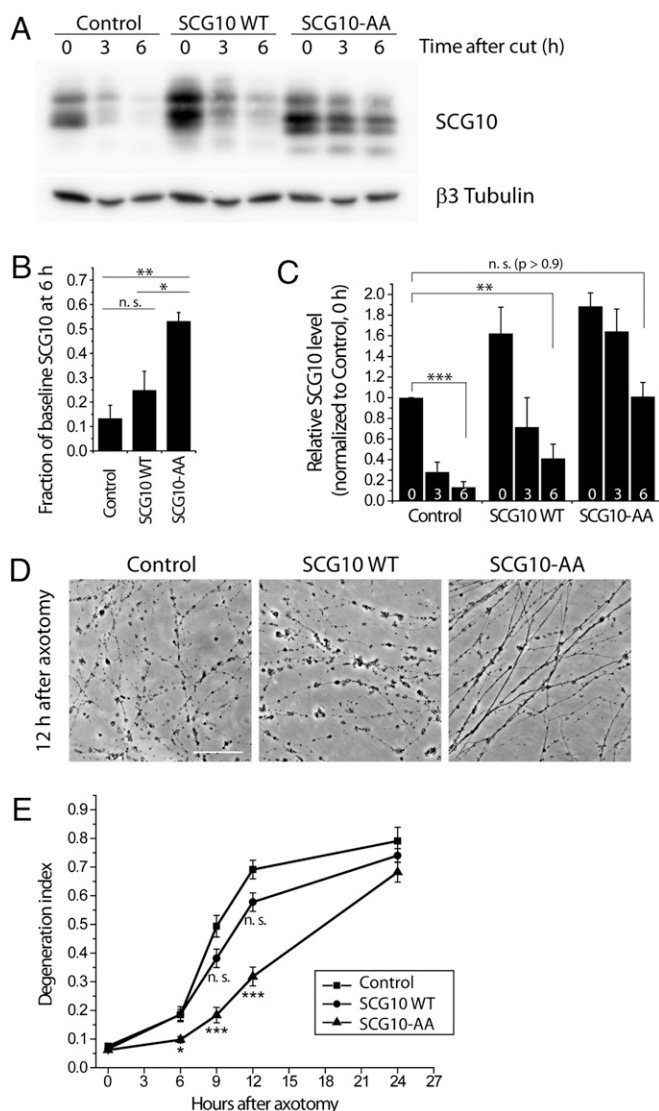 A
Control SCG10 WT SCG10-AA
0 3 6 0 3 6 0 3 6 Time after cut (h)
SCG10
β3 Tubulin
B
Fraction of baseline SCG10 at 6 h
0.7
0.6
0.5
0.4
0.3
0.2
0.1
0.0
**
*
n. s.
Control
SCG10 WT
SCG10-AA
C
Relative SCG10 level
(normalized to Control, 0 h)
2.0
1.8
1.6
1.4
1.2
1.0
0.8
0.6
0.4
0.2
0.0
n. s. (p > 0.9)
**
***
0 3 6 0 3 6 0 3 6
Control SCG10 WT SCG10-AA
D
Control SCG10 WT SCG10-AA
12 h after axotomy
E
Degeneration index
0.9
0.8
0.7
0.6
0.5
0.4
0.3
0.2
0.1
0.0
n. s.
n. s.
***
***
*
Control
SCG10 WT
SCG10-AA
0 3 6 9 12 15 18 21 24 27
Hours after axotomy